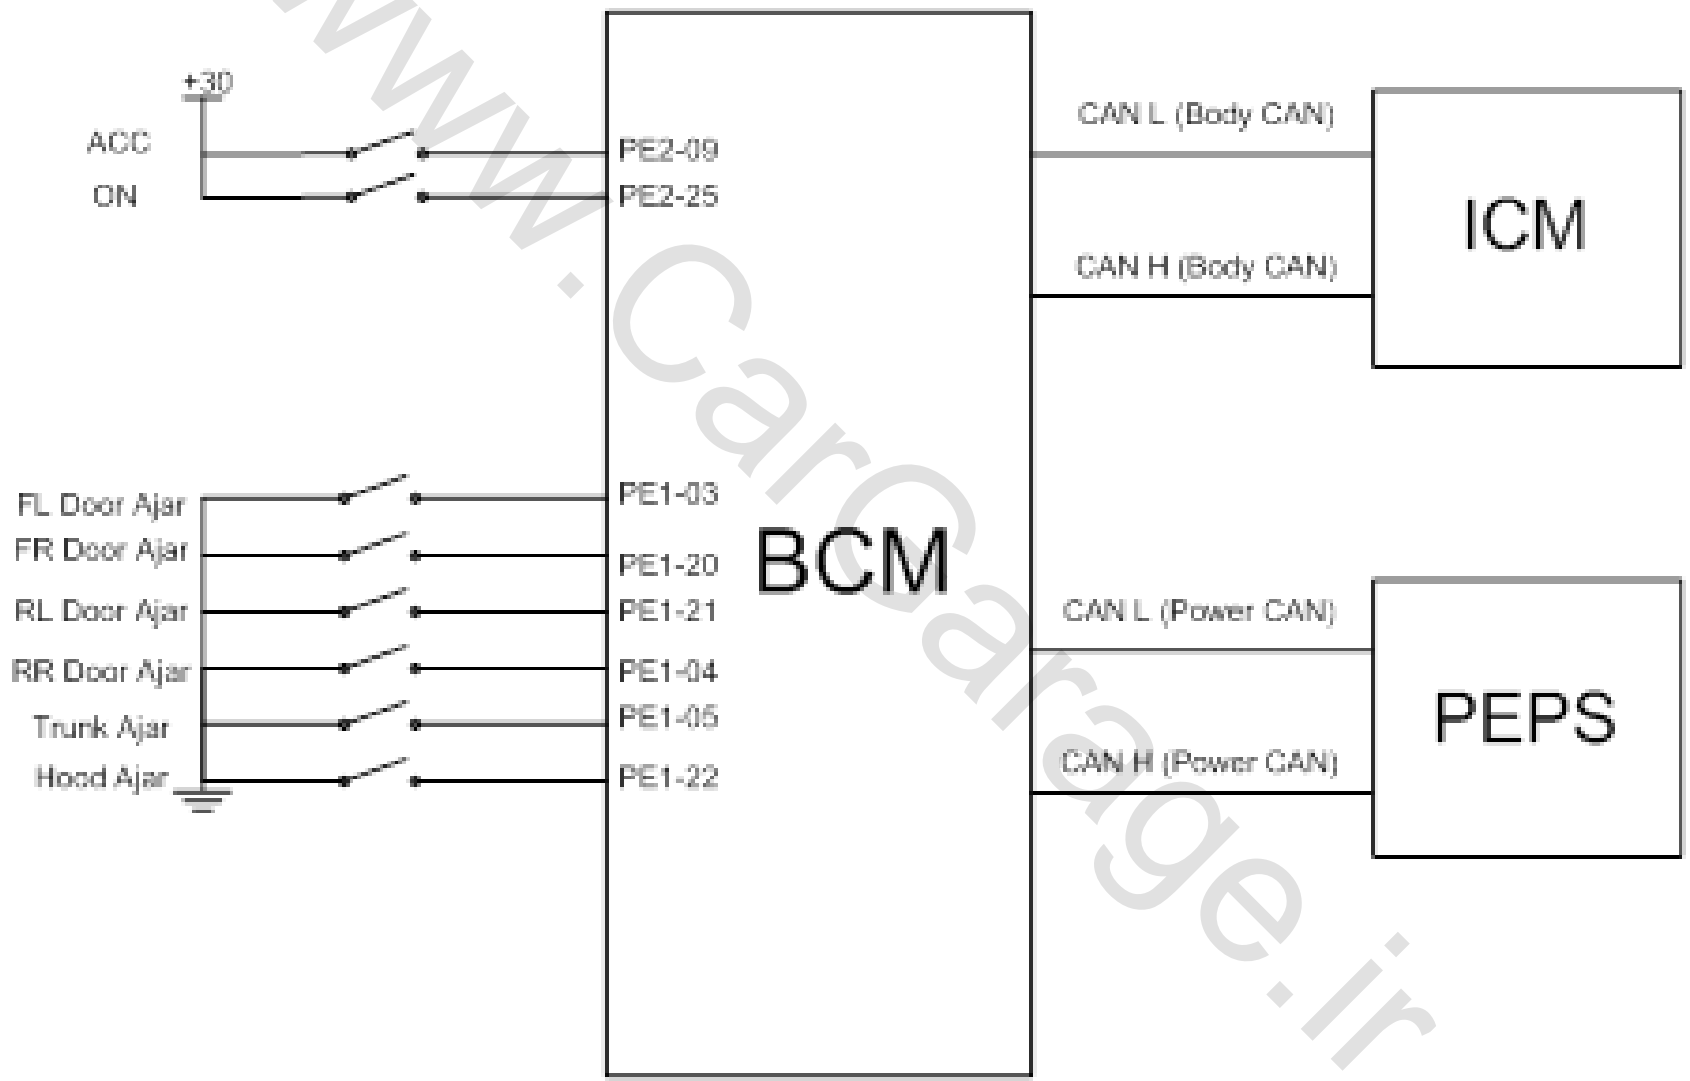 +30
ACC
ON
PE2-09
PE2-25
CAN L (Body CAN)
CAN H (Body CAN)
ICM
FL Door Ajar
FR Door Ajar
RL Door Ajar
RR Door Ajar
Trunk Ajar
Hood Ajar
PE1-03
PE1-20
PE1-21
PE1-04
PE1-05
PE1-22
BCM
CAN L (Power CAN)
CAN H (Power CAN)
PEPS
www.CarGarage.ir